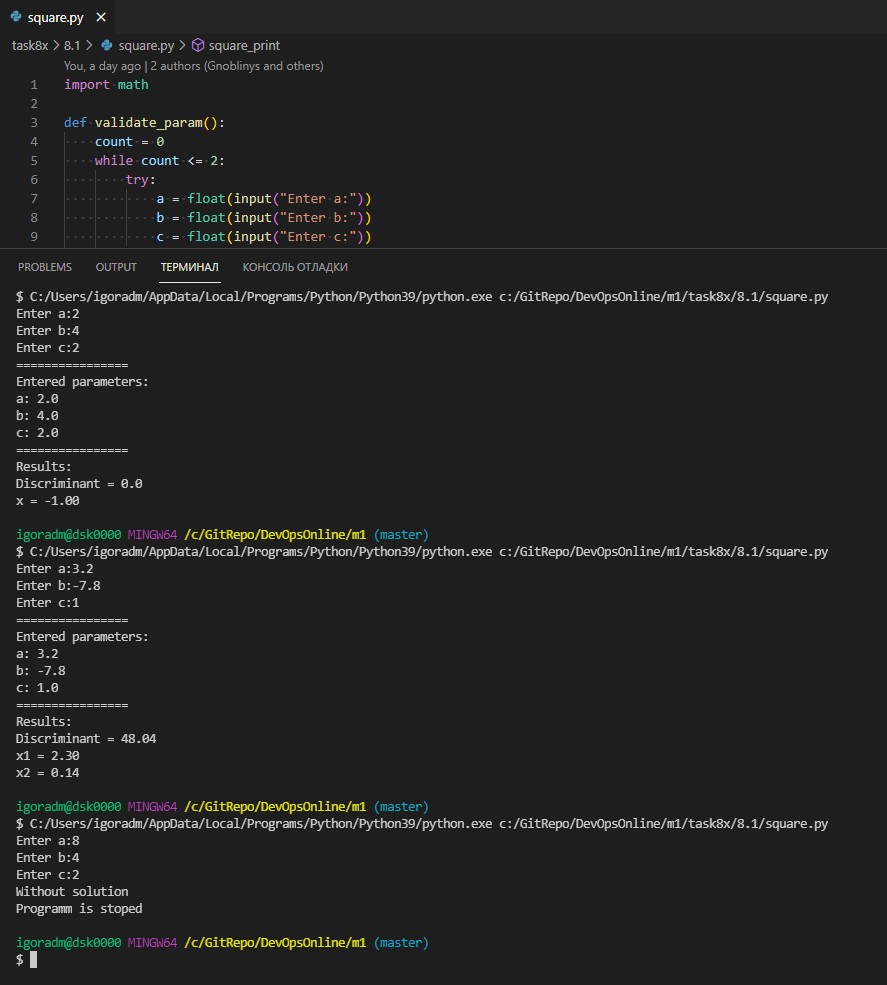 square.py
task8x > 8.1 > square.py > square_print
You, a day ago | 2 authors (Gnoblinys and others)
1 import math
2
3 def validate_param():
4 count = 0
5 while count <= 2:
6 try:
7 a = float(input("Enter a:"))
8 b = float(input("Enter b:"))
9 c = float(input("Enter c:"))
PROBLEMS OUTPUT ТЕРМИНАЛ КОНСОЛЬ ОТЛАДКИ
$ C:/Users/igoradm/AppData/Local/Programs/Python/Python39/python.exe c:/GitRepo/DevOpsOnline/m1/task8x/8.1/square.py
Enter a:2
Enter b:4
Enter c:2
================
Entered parameters:
a: 2.0
b: 4.0
c: 2.0
================
Results:
Discriminant = 0.0
x = -1.00
igoradm@dsk0000 MINGW64 /c/GitRepo/DevOpsOnline/m1 (master)
$ C:/Users/igoradm/AppData/Local/Programs/Python/Python39/python.exe c:/GitRepo/DevOpsOnline/m1/task8x/8.1/square.py
Enter a:3.2
Enter b:-7.8
Enter c:1
================
Entered parameters:
a: 3.2
b: -7.8
c: 1.0
================
Results:
Discriminant = 48.04
x1 = 2.30
x2 = 0.14
igoradm@dsk0000 MINGW64 /c/GitRepo/DevOpsOnline/m1 (master)
$ C:/Users/igoradm/AppData/Local/Programs/Python/Python39/python.exe c:/GitRepo/DevOpsOnline/m1/task8x/8.1/square.py
Enter a:8
Enter b:4
Enter c:2
Without solution
Programm is stoped
igoradm@dsk0000 MINGW64 /c/GitRepo/DevOpsOnline/m1 (master)
$